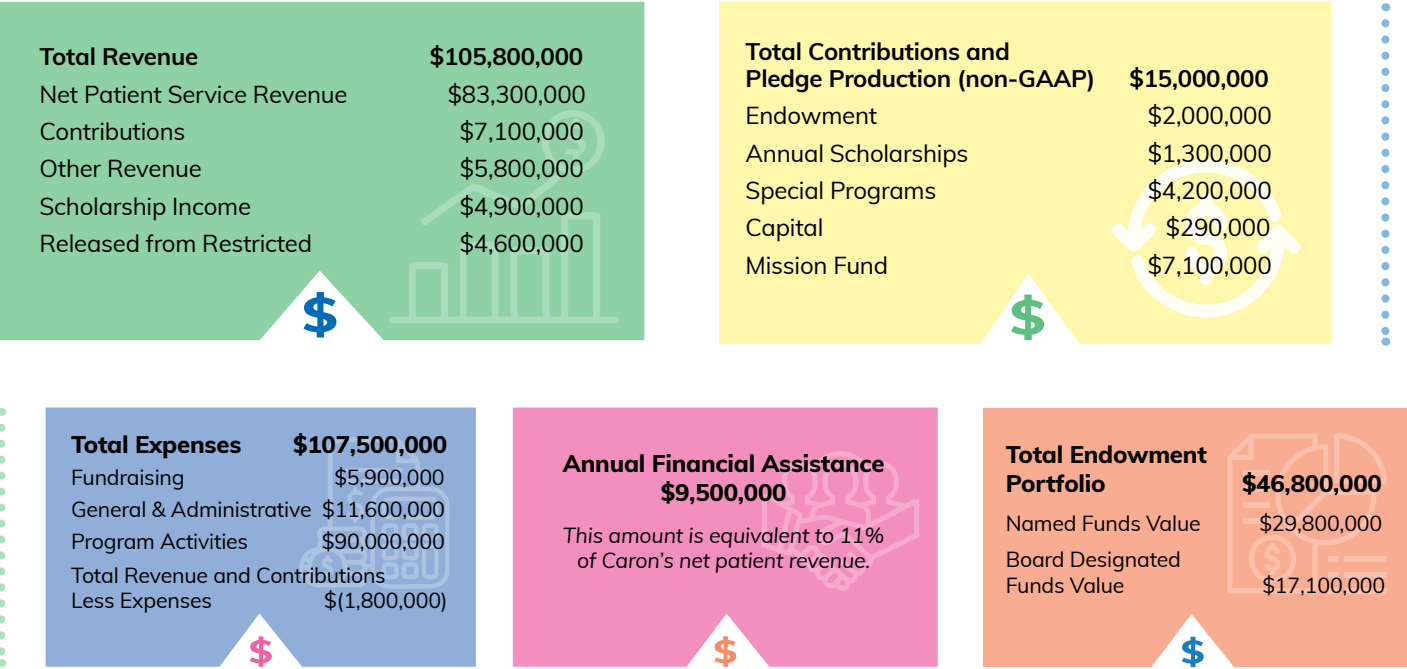 Total Revenue $105,800,000
Net Patient Service Revenue $83,300,000
Contributions $7,100,000
Other Revenue $5,800,000
Scholarship Income $4,900,000
Released from Restricted $4,600,000
$
Total Contributions and
Pledge Production (non-GAAP) $15,000,000
Endowment $2,000,000
Annual Scholarships $1,300,000
Special Programs $4,200,000
Capital $290,000
Mission Fund $7,100,000
$
Total Expenses $107,500,000
Fundraising $5,900,000
General & Administrative $11,600,000
Program Activities $90,000,000
Total Revenue and Contributions
Less Expenses $(1,800,000)
$
Annual Financial Assistance
$9,500,000
This amount is equivalent to 11%
of Caron’s net patient revenue.
$
Total Endowment
Portfolio $46,800,000
Named Funds Value $29,800,000
Board Designated
Funds Value $17,100,000
$